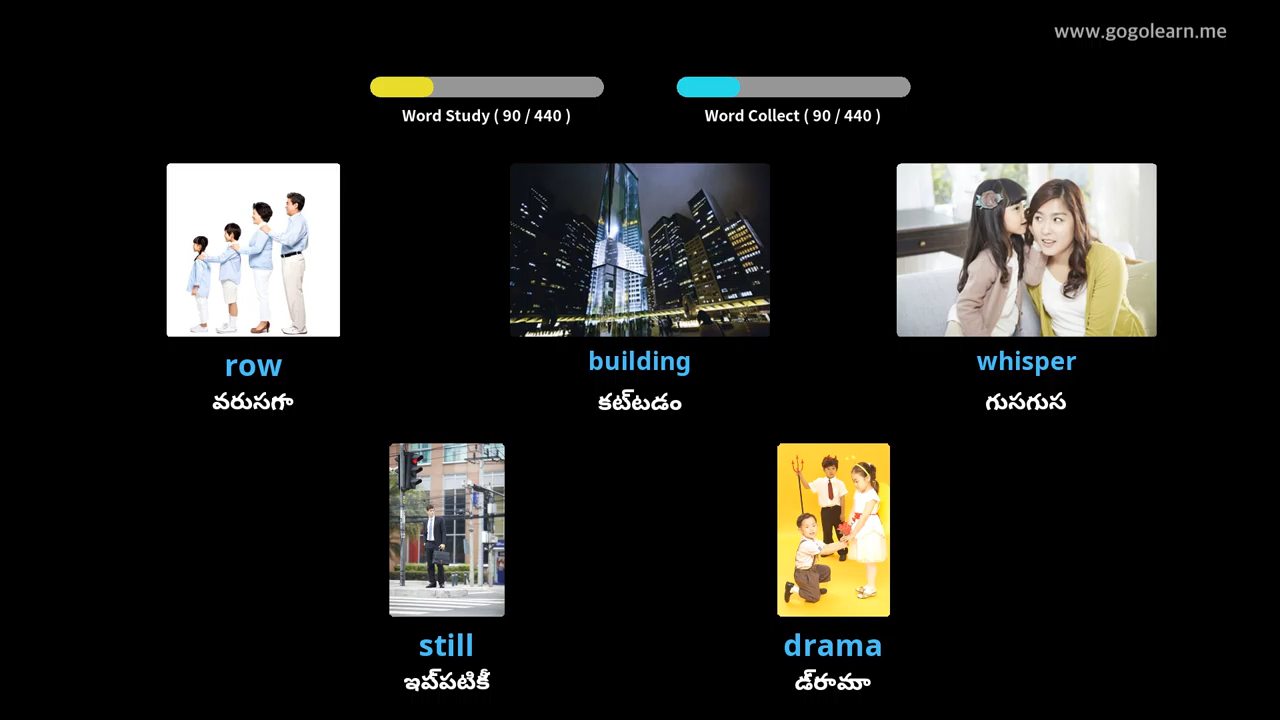 www.gogolearn.me
Word Study ( 90 / 440 )
Word Collect ( 90 / 440 )
row
building
whisper
వరుసగా
కట్‌టడం
గుసగుస
still
drama
ఇప్‌పటికీ
డ్‌రామా